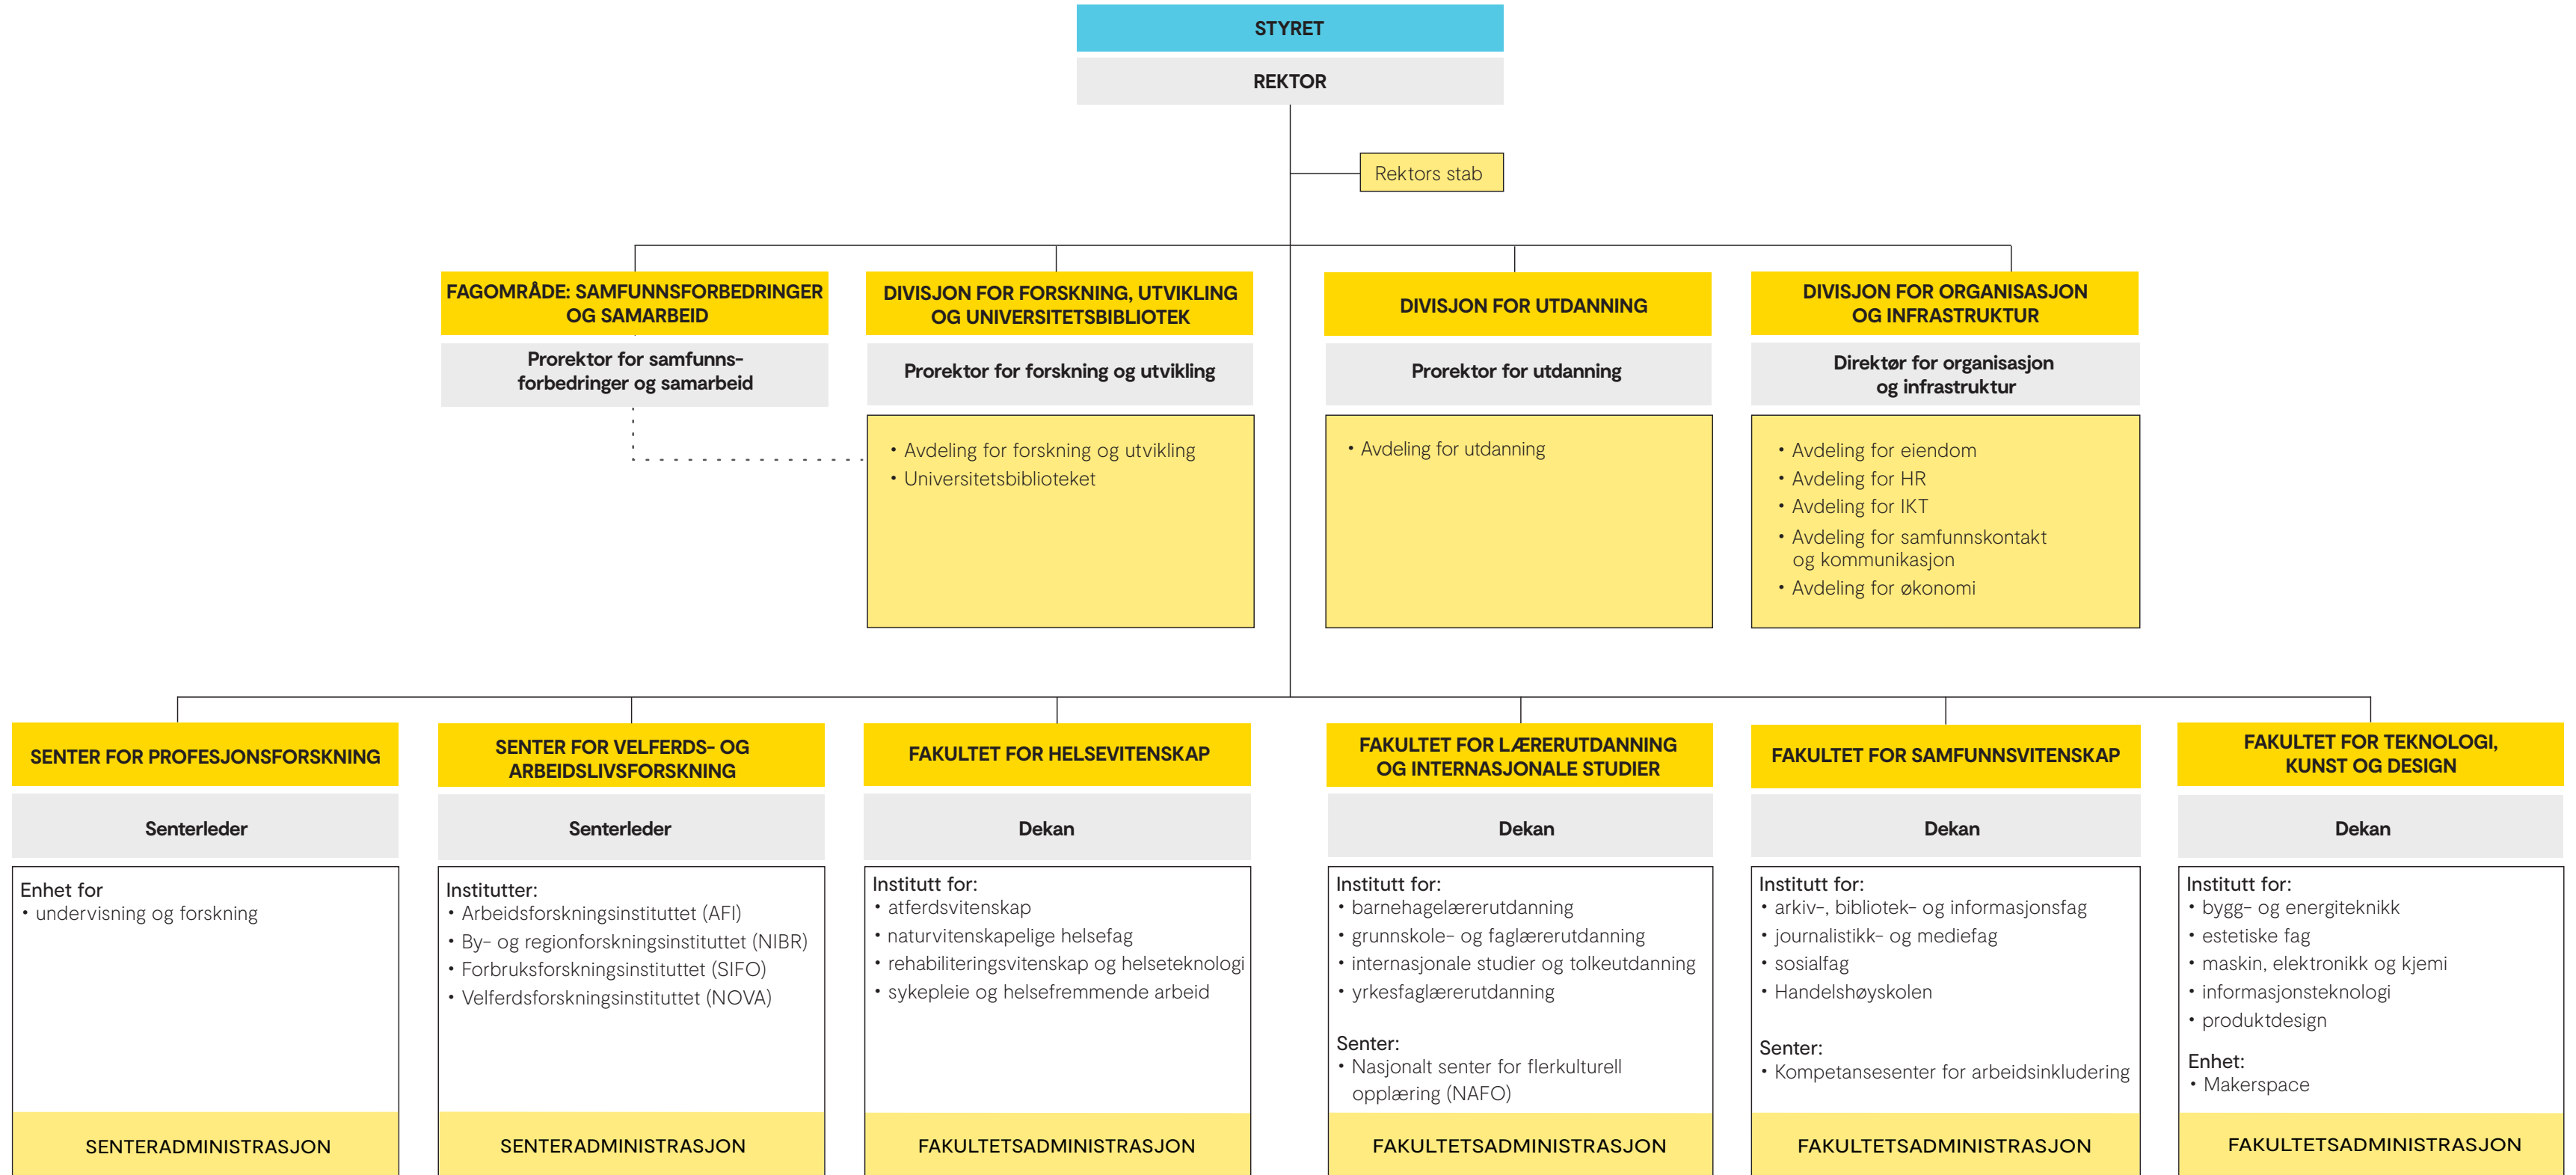 STYRET
REKTOR
Rektors stab
FAGOMRÅDE: SAMFUNNSFORBEDRINGER
OG SAMARBEID
Prorektor for samfunns-
forbedringer og samarbeid
DIVISJON FOR FORSKNING, UTVIKLING
OG UNIVERSITETSBIBLIOTEK
Prorektor for forskning og utvikling
• Avdeling for forskning og utvikling
• Universitetsbiblioteket
DIVISJON FOR UTDANNING
Prorektor for utdanning
• Avdeling for utdanning
DIVISJON FOR ORGANISASJON
OG INFRASTRUKTUR
Direktør for organisasjon
og infrastruktur
• Avdeling for eiendom
• Avdeling for HR
• Avdeling for IKT
• Avdeling for samfunnskontakt
og kommunikasjon
• Avdeling for økonomi
SENTER FOR PROFESJONSFORSKNING
Senterleder
Enhet for
• undervisning og forskning
SENTERADMINISTRASJON
SENTER FOR VELFERDS- OG
ARBEIDSLIVSFORSKNING
Senterleder
Institutter:
• Arbeidsforskningsinstituttet (AFI)
• By- og regionforskningsinstituttet (NIBR)
• Forbruksforskningsinstituttet (SIFO)
• Velferdsforskningsinstituttet (NOVA)
SENTERADMINISTRASJON
FAKULTET FOR HELSEVITENSKAP
Dekan
Institutt for:
• atferdsvitenskap
• naturvitenskapelige helsefag
• rehabiliteringsvitenskap og helseteknologi
• sykepleie og helsefremmende arbeid
FAKULTETSADMINISTRASJON
FAKULTET FOR LÆRERUTDANNING
OG INTERNASJONALE STUDIER
Dekan
Institutt for:
• barnehagelærerutdanning
• grunnskole- og faglærerutdanning
• internasjonale studier og tolkeutdanning
• yrkesfaglærerutdanning
Senter:
• Nasjonalt senter for flerkulturell
opplæring (NAFO)
FAKULTETSADMINISTRASJON
FAKULTET FOR SAMFUNNSVITENSKAP
Dekan
Institutt for:
• arkiv-, bibliotek- og informasjonsfag
• journalistikk- og mediefag
• sosialfag
• Handelshøyskolen
Senter:
• Kompetansesenter for arbeidsinkludering
FAKULTETSADMINISTRASJON
FAKULTET FOR TEKNOLOGI,
KUNST OG DESIGN
Dekan
Institutt for:
• bygg- og energiteknikk
• estetiske fag
• maskin, elektronikk og kjemi
• informasjonsteknologi
• produktdesign
Enhet:
• Makerspace
FAKULTETSADMINISTRASJON